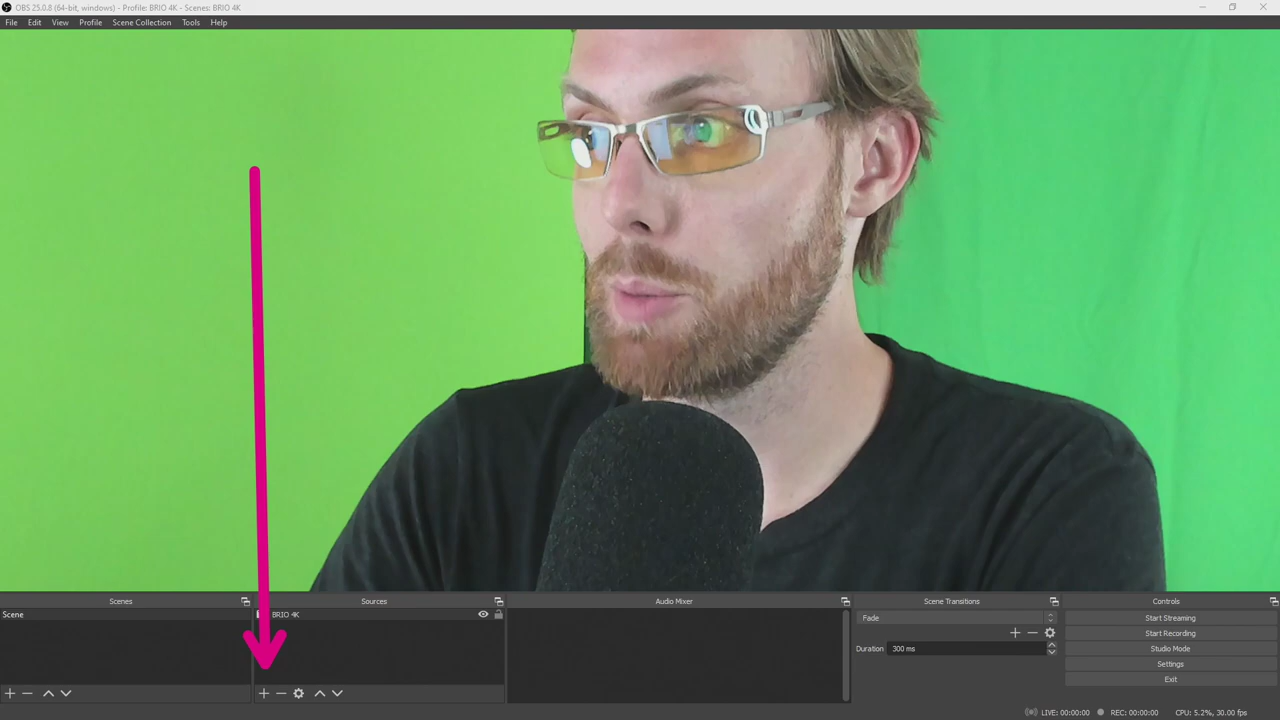 OBS 25.0.8 (64-bit, windows) - Profile: BRIO 4K - Scenes: BRIO 4K
File Edit View Profile Scene Collection Tools Help
Scenes Sources Audio Mixer Scene Transitions Controls
Scene BRIO 4K Fade Start Streaming
Start Recording
Duration 300 ms Studio Mode
Settings
Exit
LIVE: 00:00:00 REC: 00:00:00 CPU: 5.2%, 30.00 fps